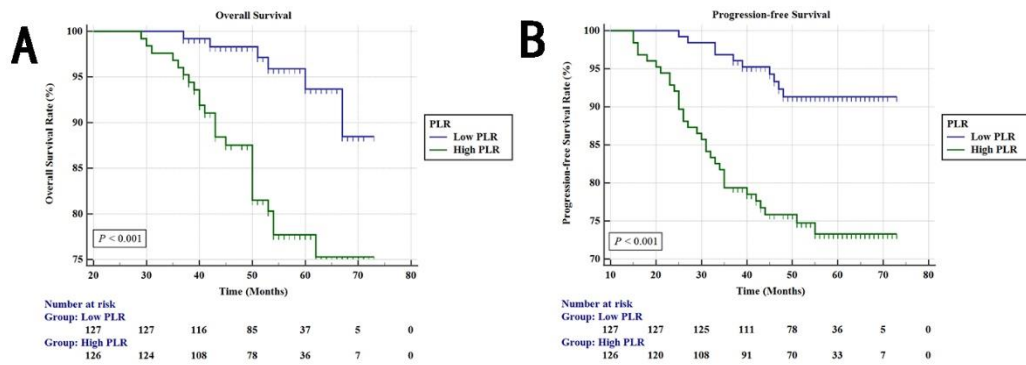 A
Overall Survival
Overall Survival Rate (%)
100
95
90
85
80
75
PLR
Low PLR
High PLR
P < 0.001
20 30 40 50 60 70 80
Time (Months)
Number at risk
Group: Low PLR
127 127 116 85 37 5 0
Group: High PLR
126 124 108 78 36 7 0
B
Progression-free Survival
Progression-free Survival Rate (%)
100
95
90
85
80
75
70
PLR
Low PLR
High PLR
P < 0.001
10 20 30 40 50 60 70 80
Time (Months)
Number at risk
Group: Low PLR
127 127 125 111 78 36 5 0
Group: High PLR
126 120 108 91 70 33 7 0